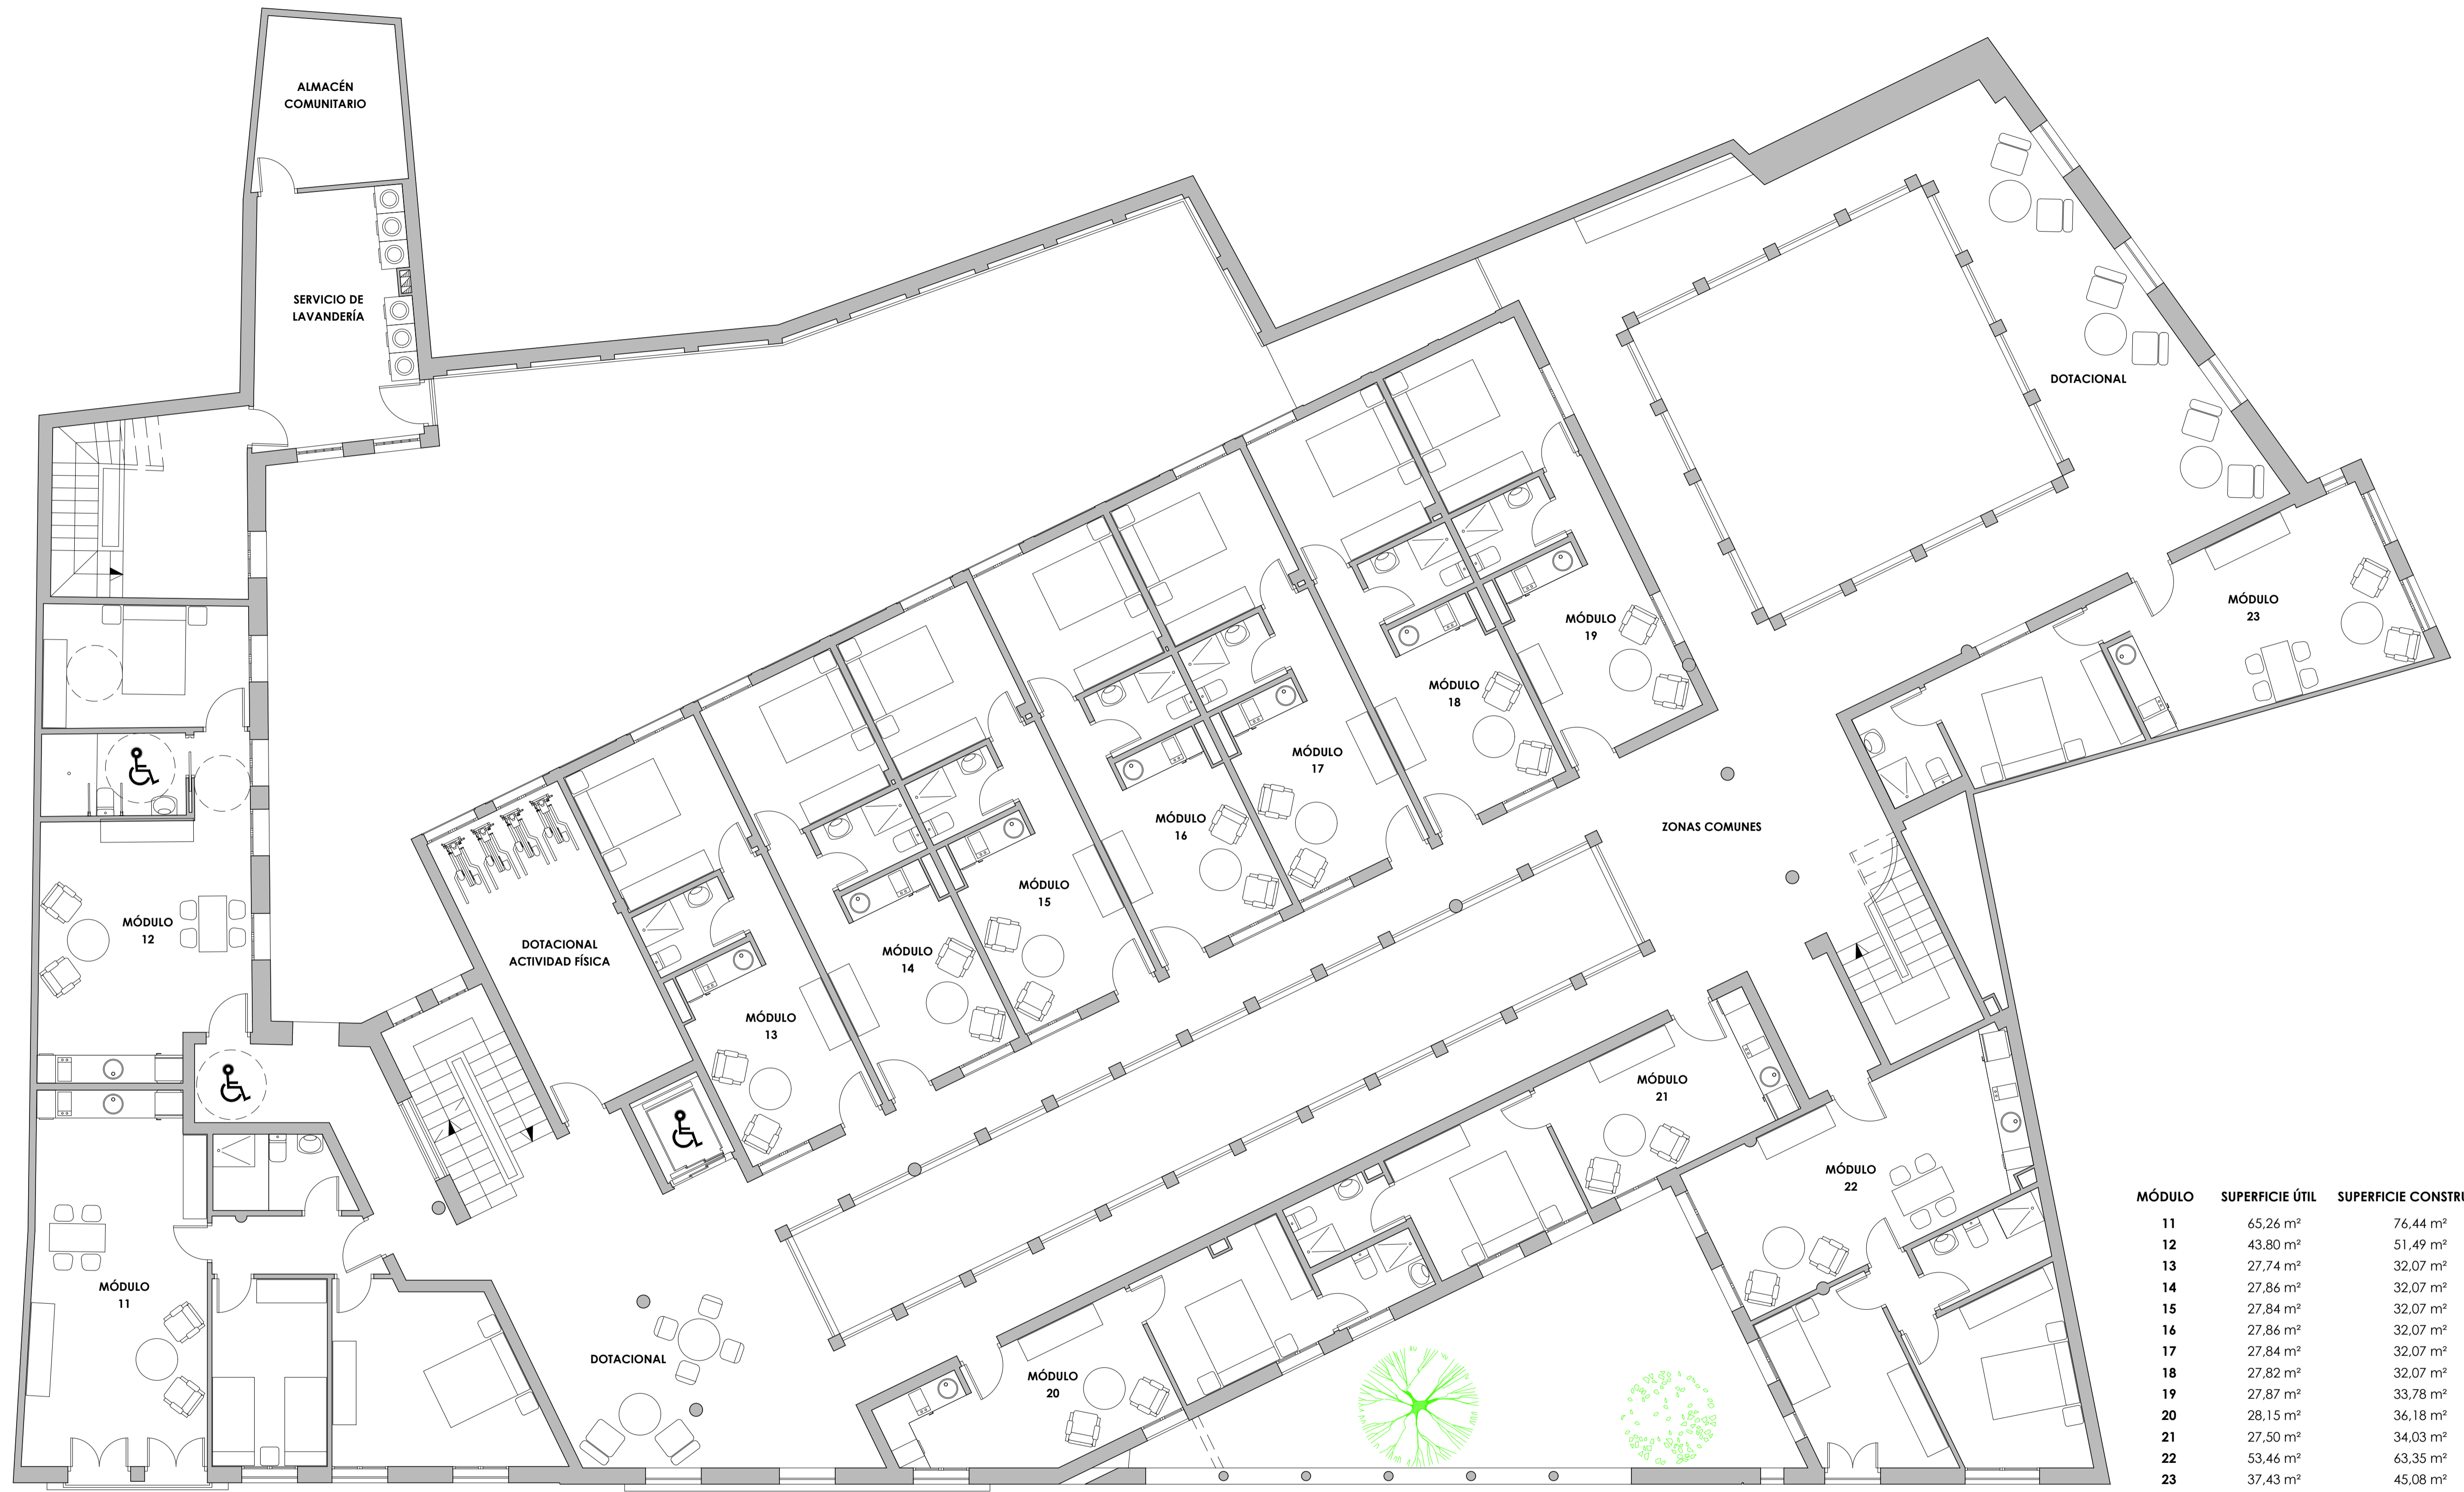 ALMACÉN
COMUNITARIO
SERVICIO DE
LAVANDERÍA
DOTACIONAL
MÓDULO
23
MÓDULO
19
MÓDULO
18
MÓDULO
17
MÓDULO
16
ZONAS COMUNES
MÓDULO
15
MÓDULO
12
DOTACIONAL
ACTIVIDAD FÍSICA
MÓDULO
14
MÓDULO
13
MÓDULO
21
MÓDULO
22
MÓDULO
11
DOTACIONAL
MÓDULO
20
MÓDULO SUPERFICIE ÚTIL SUPERFICIE CONSTRU
11 65,26 m² 76,44 m²
12 43.80 m² 51,49 m²
13 27,74 m² 32,07 m²
14 27,86 m² 32,07 m²
15 27,84 m² 32,07 m²
16 27,86 m² 32,07 m²
17 27,84 m² 32,07 m²
18 27,82 m² 32,07 m²
19 27,87 m² 33,78 m²
20 28,15 m² 36,18 m²
21 27,50 m² 34,03 m²
22 53,46 m² 63,35 m²
23 37,43 m² 45,08 m²